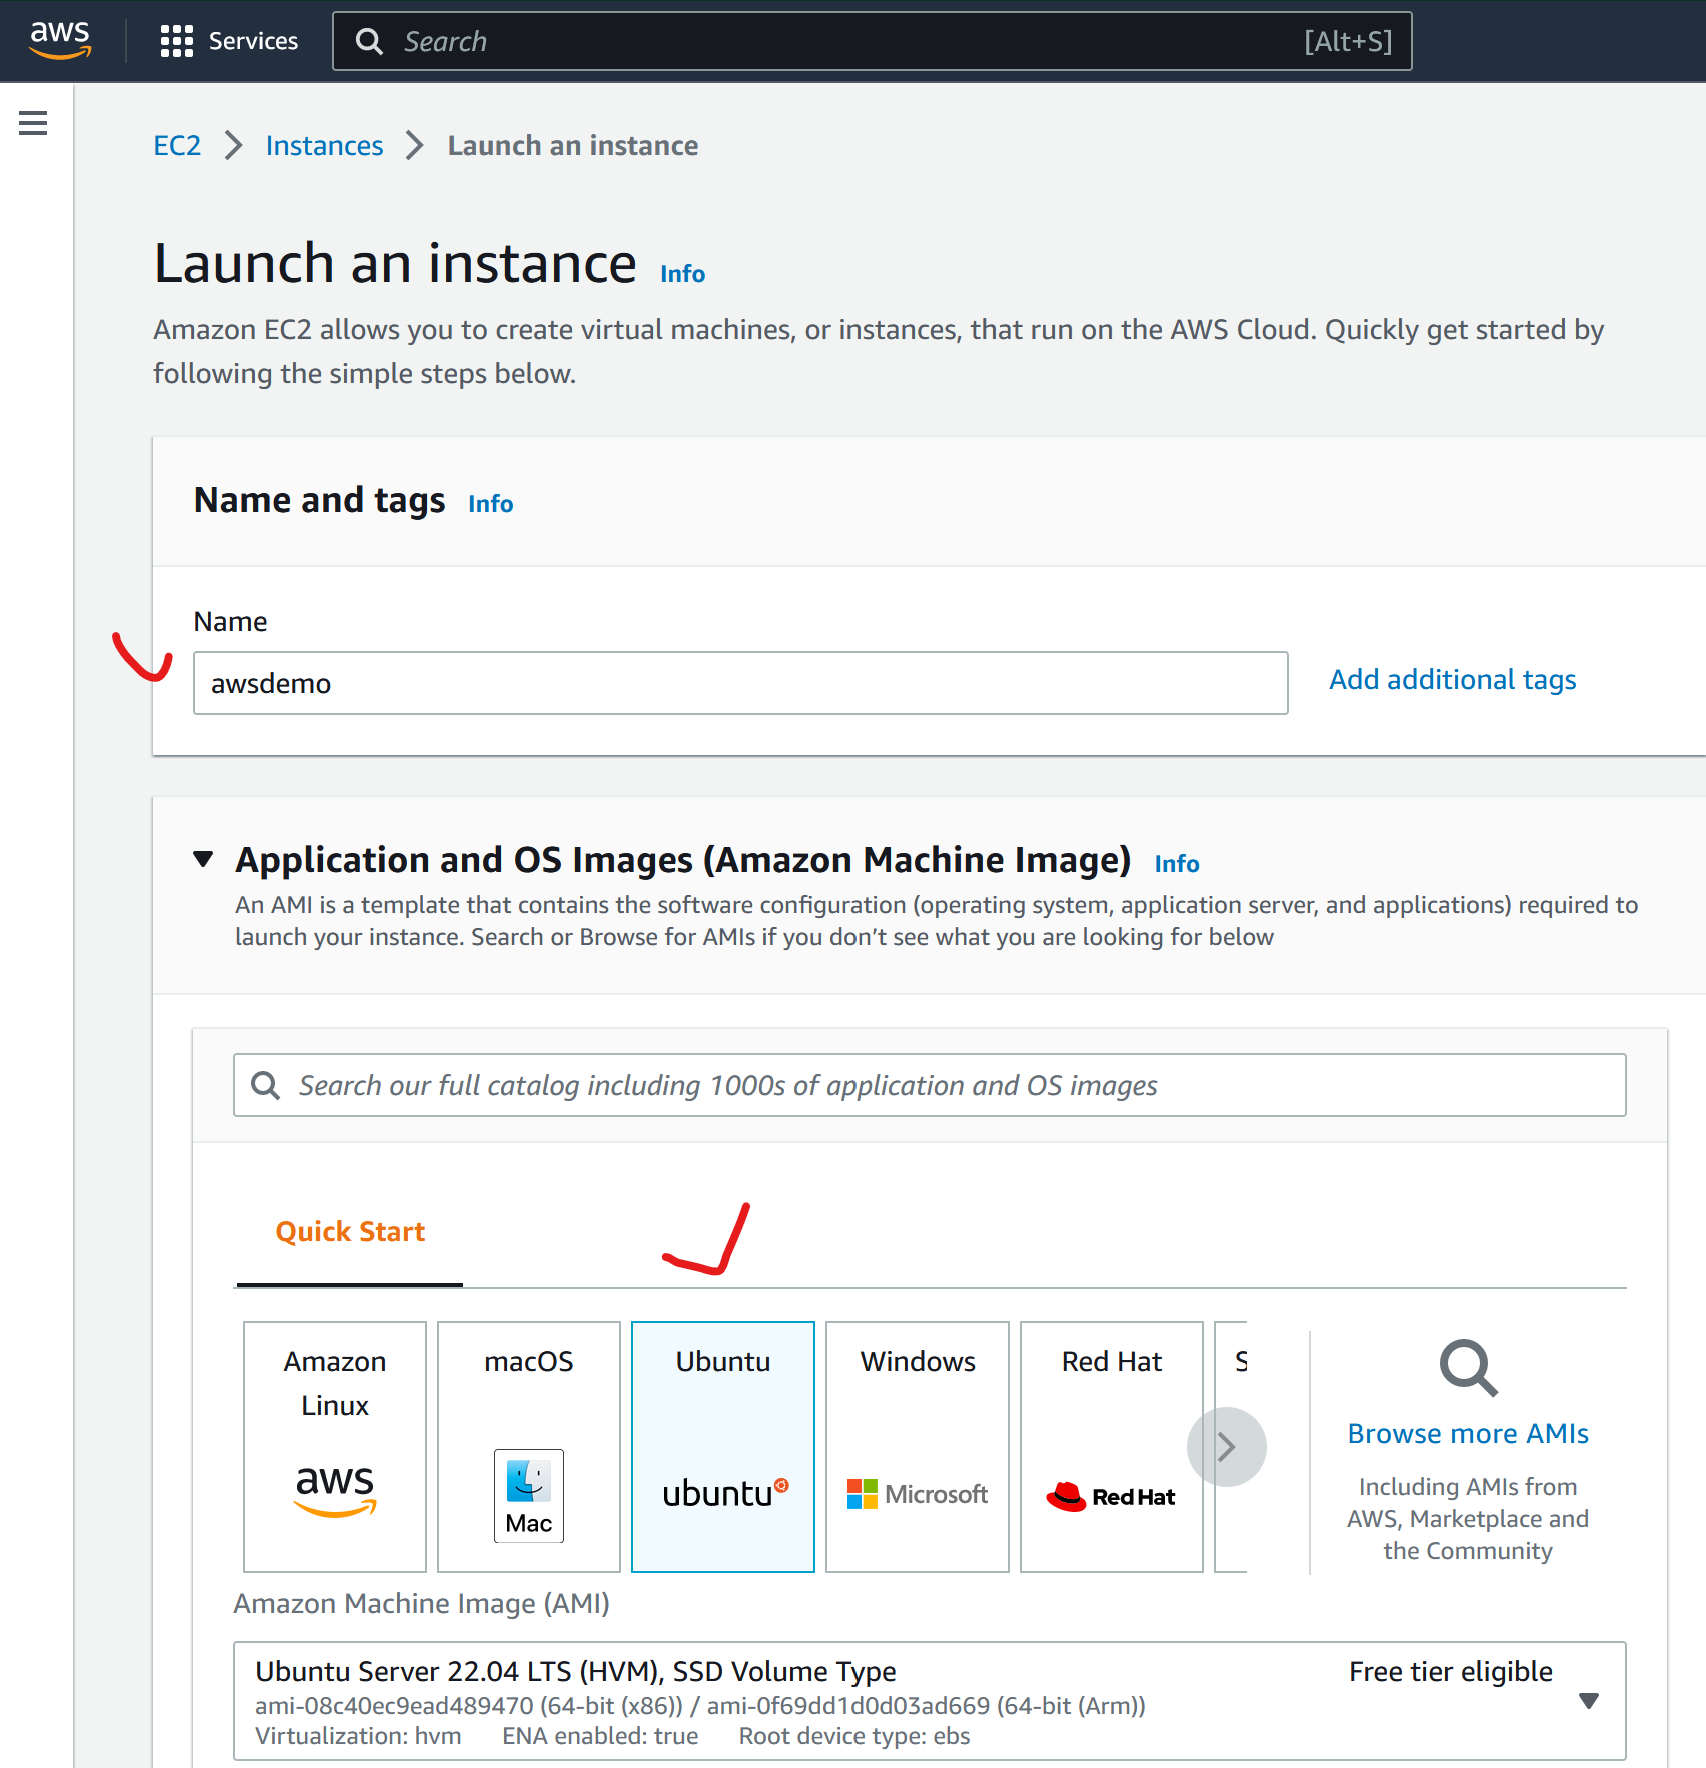 aws
Services
Search
[Alt+S]
EC2 > Instances > Launch an instance
Launch an instance Info
Amazon EC2 allows you to create virtual machines, or instances, that run on the AWS Cloud. Quickly get started by
following the simple steps below.
Name and tags Info
Name
awsdemo
Add additional tags
Application and OS Images (Amazon Machine Image) Info
An AMI is a template that contains the software configuration (operating system, application server, and applications) required to
launch your instance. Search or Browse for AMIs if you don’t see what you are looking for below
Search our full catalog including 1000s of application and OS images
Quick Start
Amazon
Linux
aws
macOS
Mac
Ubuntu
ubuntu
Windows
Microsoft
Red Hat
Red Hat
S
Browse more AMIs
Including AMIs from
AWS, Marketplace and
the Community
Amazon Machine Image (AMI)
Ubuntu Server 22.04 LTS (HVM), SSD Volume Type
Free tier eligible
ami-08c40ec9ead489470 (64-bit (x86)) / ami-0f69dd1d0d03ad669 (64-bit (Arm))
Virtualization: hvm ENA enabled: true Root device type: ebs